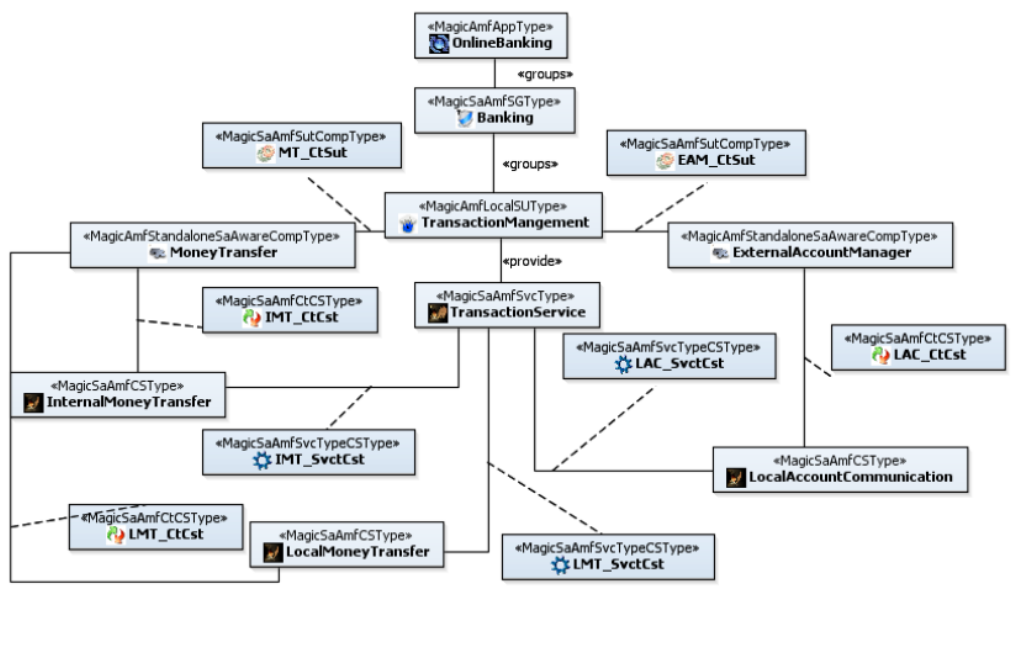 «MagicAmfAppType»
OnlineBanking
«groups»
«MagicSaAmfSGType»
Banking
«MagicSaAmfSutCompType»
MT_CtSut
«groups»
«MagicSaAmfSutCompType»
EAM_CtSut
«MagicAmfLocalSUType»
TransactionMangement
«MagicAmfStandaloneSaAwareCompType»
MoneyTransfer
«MagicAmfStandaloneSaAwareCompType»
ExternalAccountManager
«provide»
«MagicSaAmfCtCSType»
IMT_CtCst
«MagicSaAmfSvcType»
TransactionService
«MagicSaAmfSvcTypeCSType»
LAC_SvctCst
«MagicSaAmfCtCSType»
LAC_CtCst
«MagicSaAmfCSType»
InternalMoneyTransfer
«MagicSaAmfSvcTypeCSType»
IMT_SvctCst
«MagicSaAmfCSType»
LocalAccountCommunication
«MagicSaAmfCtCSType»
LMT_CtCst
«MagicSaAmfCSType»
LocalMoneyTransfer
«MagicSaAmfSvcTypeCSType»
LMT_SvctCst